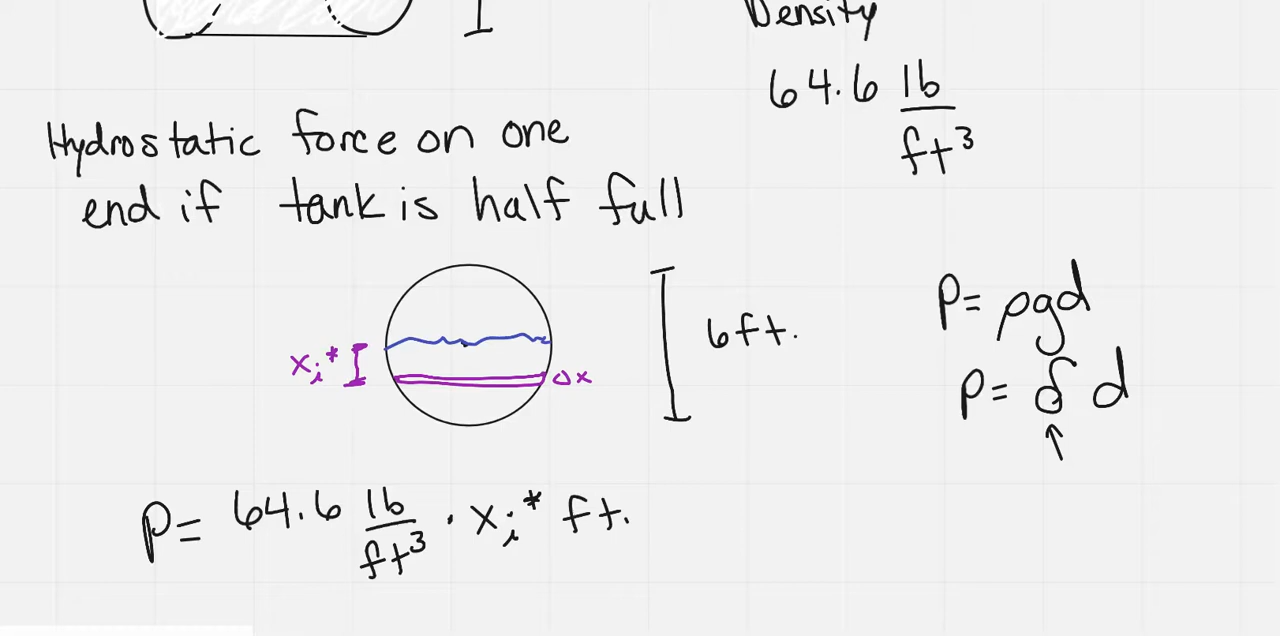 Density
64.6 lb/ft³
Hydrostatic force on one
end if tank is half full
6ft.
xᵢ* Δx
P= ρgd
P= δ d
P= 64.6 lb/ft³ · xᵢ* ft.